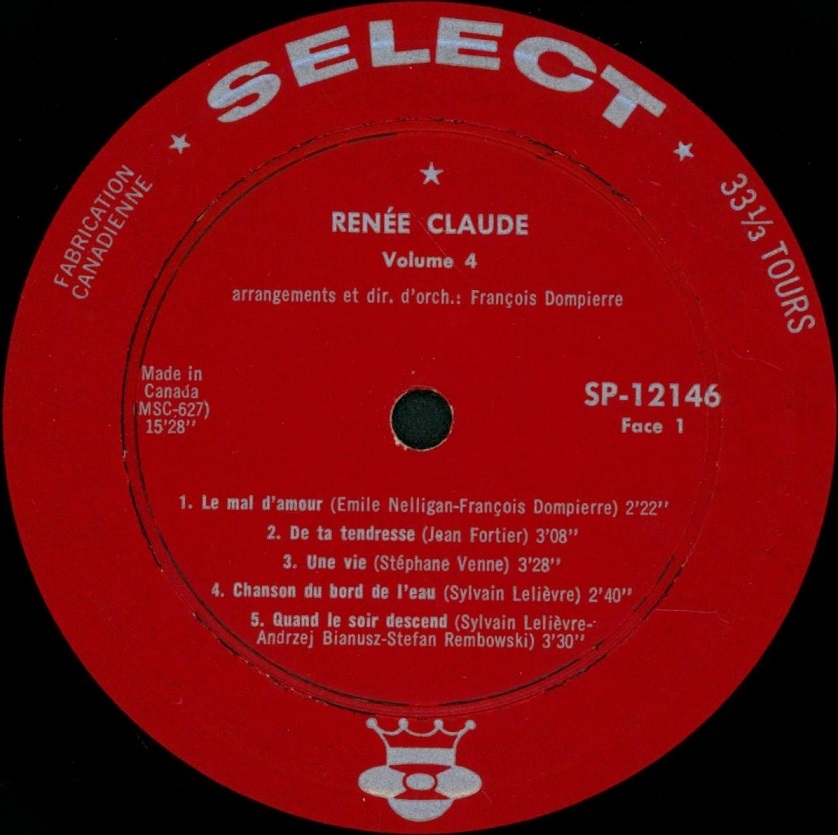 SELECT
FABRICATION
CANADIENNE
33⅓ TOURS
RENÉE CLAUDE
Volume 4
arrangements et dir. d'orch.: François Dompierre
Made in
Canada
(MSC-627)
15'28''
SP-12146
Face 1
1. Le mal d'amour (Emile Nelligan-François Dompierre) 2'22''
2. De ta tendresse (Jean Fortier) 3'08''
3. Une vie (Stéphane Venne) 3'28''
4. Chanson du bord de l'eau (Sylvain Lelièvre) 2'40''
5. Quand le soir descend (Sylvain Lelièvre-
Andrzej Bianusz-Stefan Rembowski) 3'30''